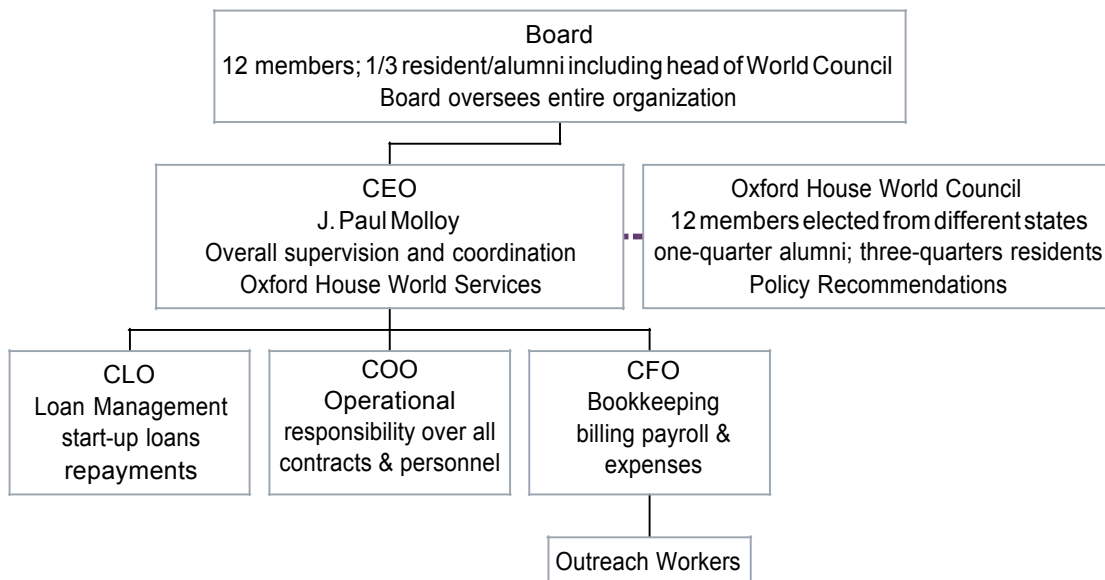 Board
12 members; 1/3 resident/alumni including head of World Council
Board oversees entire organization
CEO
J. Paul Molloy
Overall supervision and coordination
Oxford House World Services
Oxford House World Council
12 members elected from different states
one-quarter alumni; three-quarters residents
Policy Recommendations
CLO
Loan Management
start-up loans
repayments
COO
Operational
responsibility over all
contracts & personnel
CFO
Bookkeeping
billing payroll &
expenses
Outreach Workers